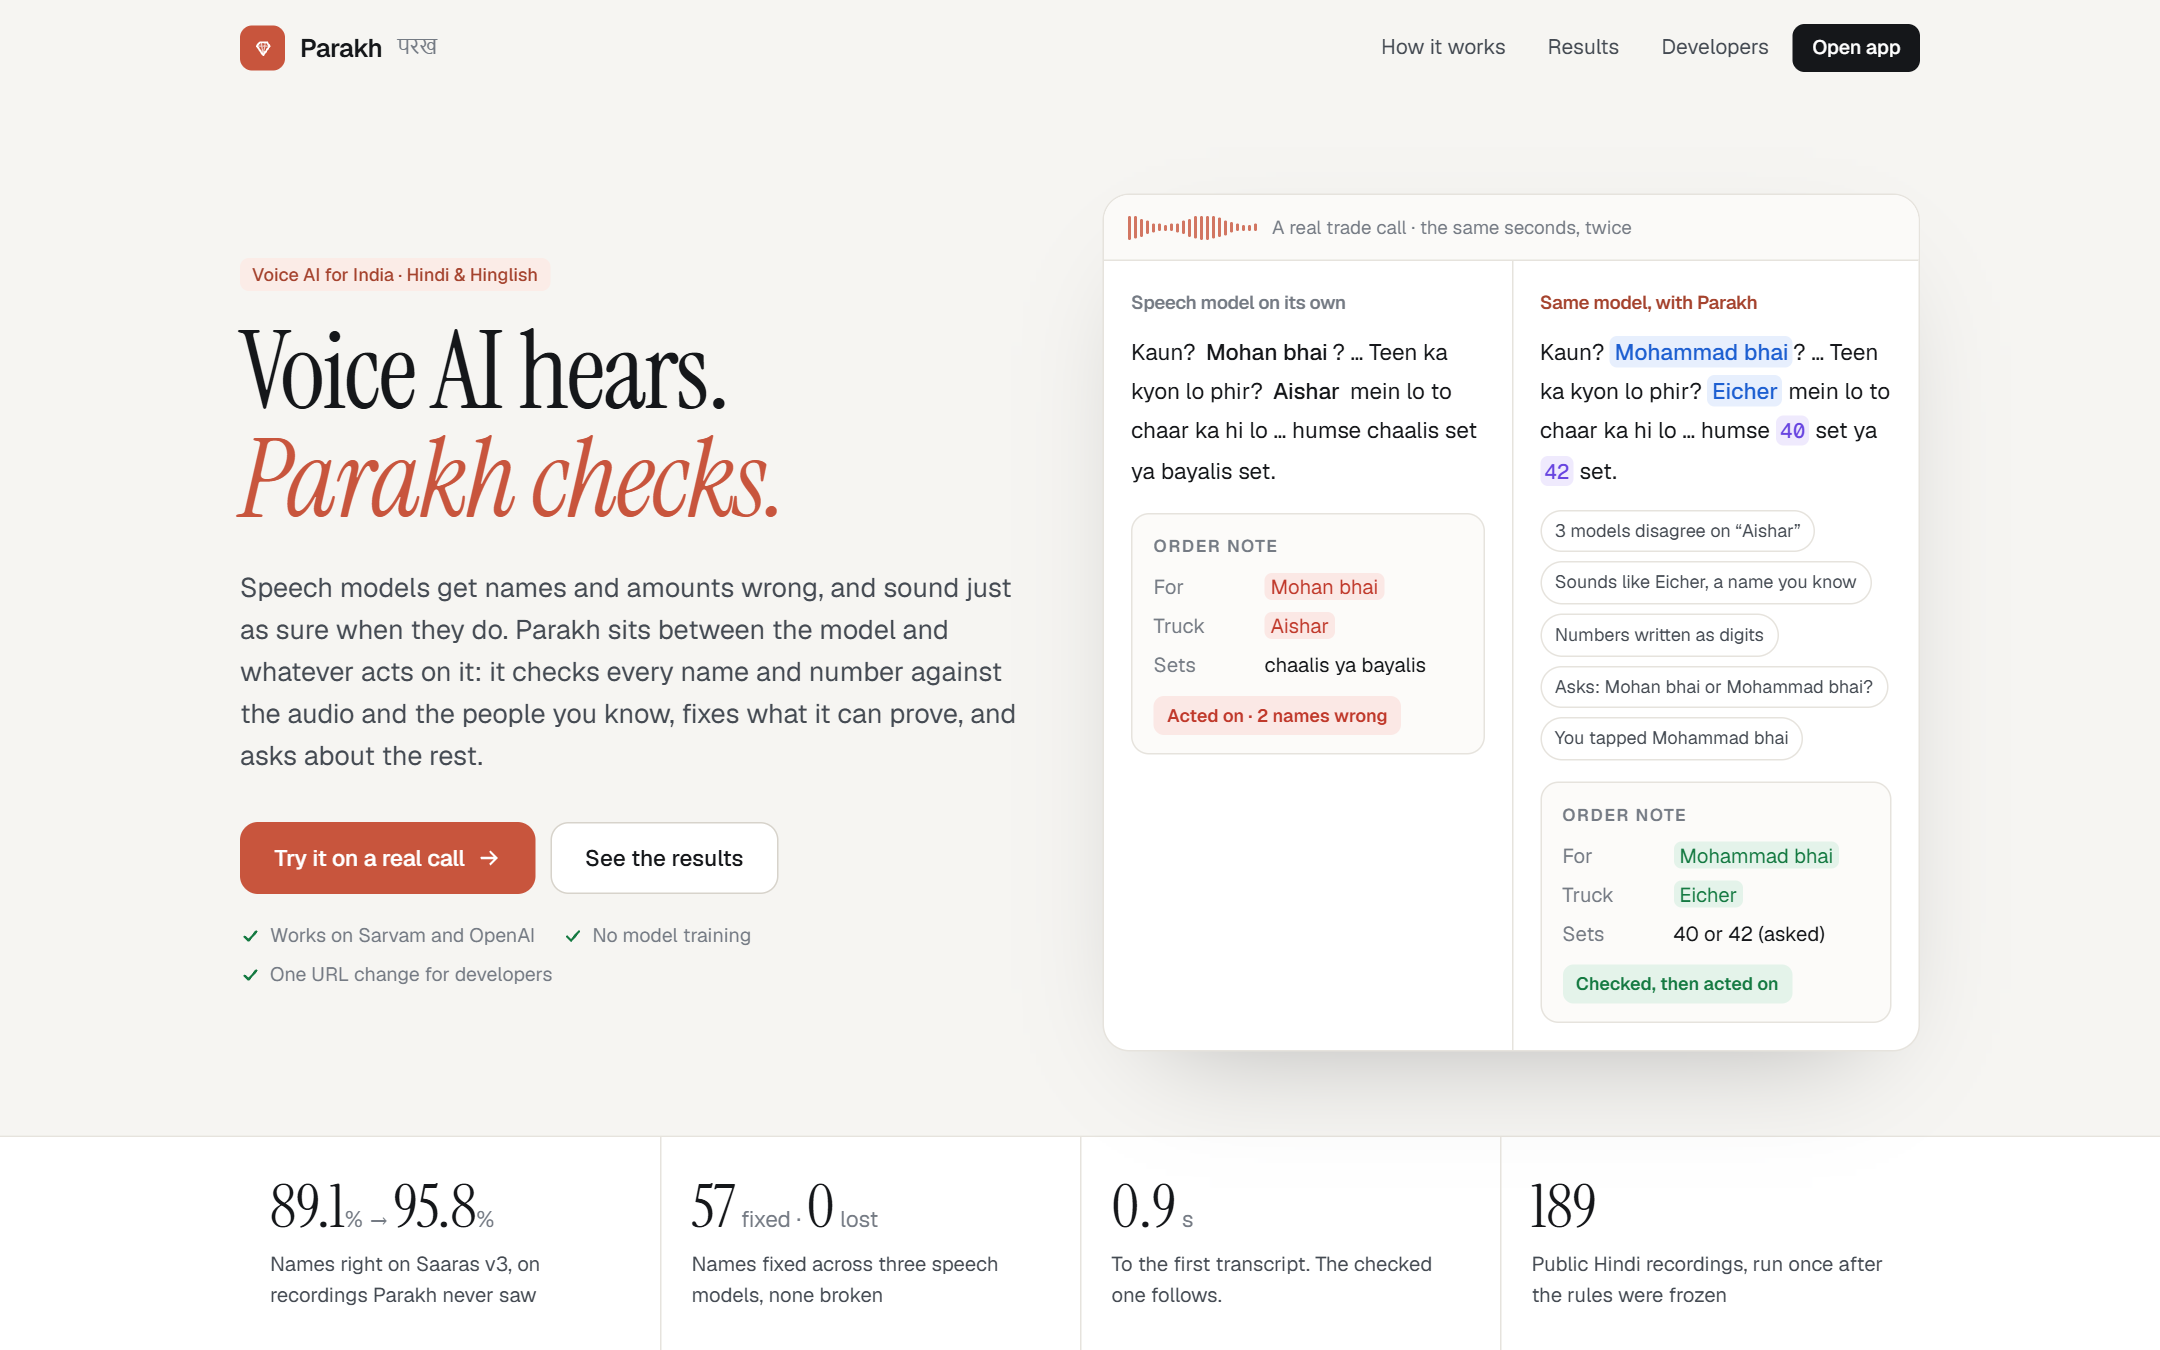 Parakh परख
How it works Results Developers Open app
Voice AI for India · Hindi & Hinglish
Voice AI hears.
Parakh checks.
Speech models get names and amounts wrong, and sound just
as sure when they do. Parakh sits between the model and
whatever acts on it: it checks every name and number against
the audio and the people you know, fixes what it can prove, and
asks about the rest.
Try it on a real call →
See the results
✓ Works on Sarvam and OpenAI ✓ No model training
✓ One URL change for developers
A real trade call · the same seconds, twice
Speech model on its own
Kaun? Mohan bhai ? … Teen ka
kyon lo phir? Aishar mein lo to
chaar ka hi lo … humse chaalis set
ya bayalis set.
ORDER NOTE
For Mohan bhai
Truck Aishar
Sets chaalis ya bayalis
Acted on · 2 names wrong
Same model, with Parakh
Kaun? Mohammad bhai? … Teen
ka kyon lo phir? Eicher mein lo to
chaar ka hi lo … humse 40 set ya
42 set.
3 models disagree on “Aishar”
Sounds like Eicher, a name you know
Numbers written as digits
Asks: Mohan bhai or Mohammad bhai?
You tapped Mohammad bhai
ORDER NOTE
For Mohammad bhai
Truck Eicher
Sets 40 or 42 (asked)
Checked, then acted on
89.1% → 95.8%
Names right on Saaras v3, on
recordings Parakh never saw
57 fixed · 0 lost
Names fixed across three speech
models, none broken
0.9 s
To the first transcript. The checked
one follows.
189
Public Hindi recordings, run once after
the rules were frozen